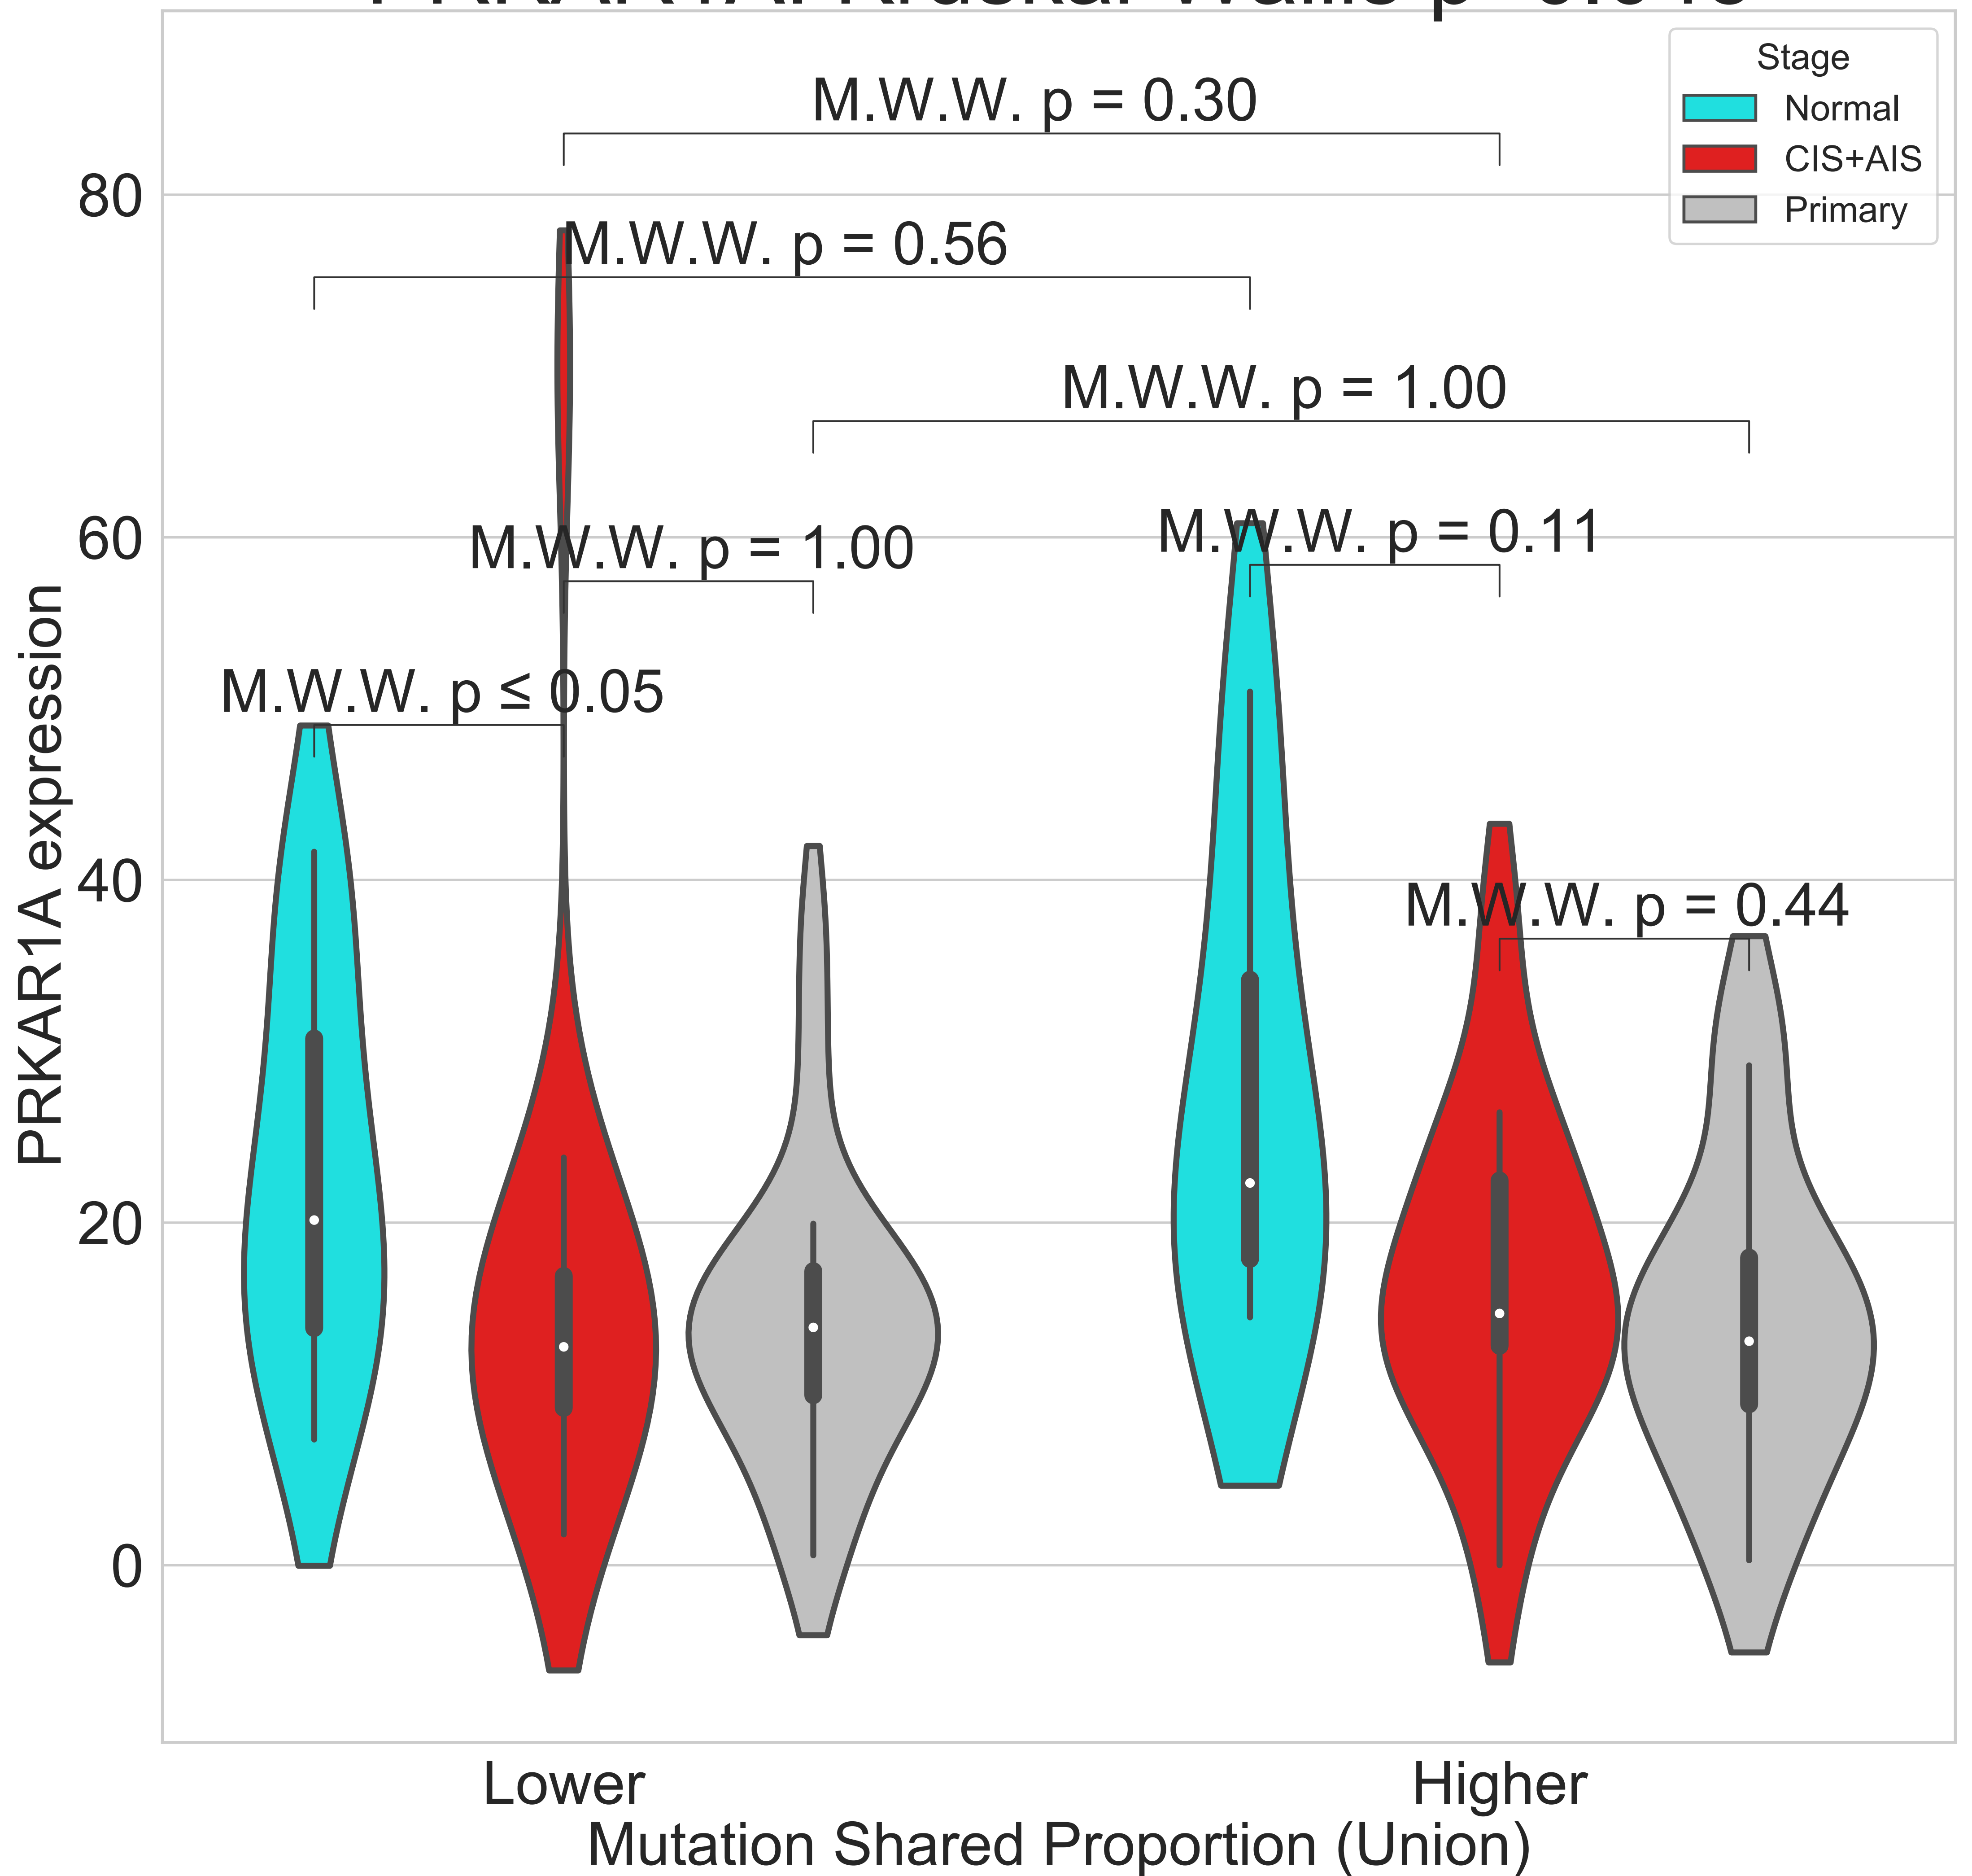 Stage
Normal
CIS+AIS
Primary
M.W.W. p = 0.30
80
M.W.W. p = 0.56
M.W.W. p = 1.00
60
M.W.W. p = 0.11
M.W.W. p = 1.00
M.W.W. p ≤ 0.05
PRKAR1A expression
40
M.W.W. p = 0.44
20
0
Lower
Higher
Mutation Shared Proportion (Union)